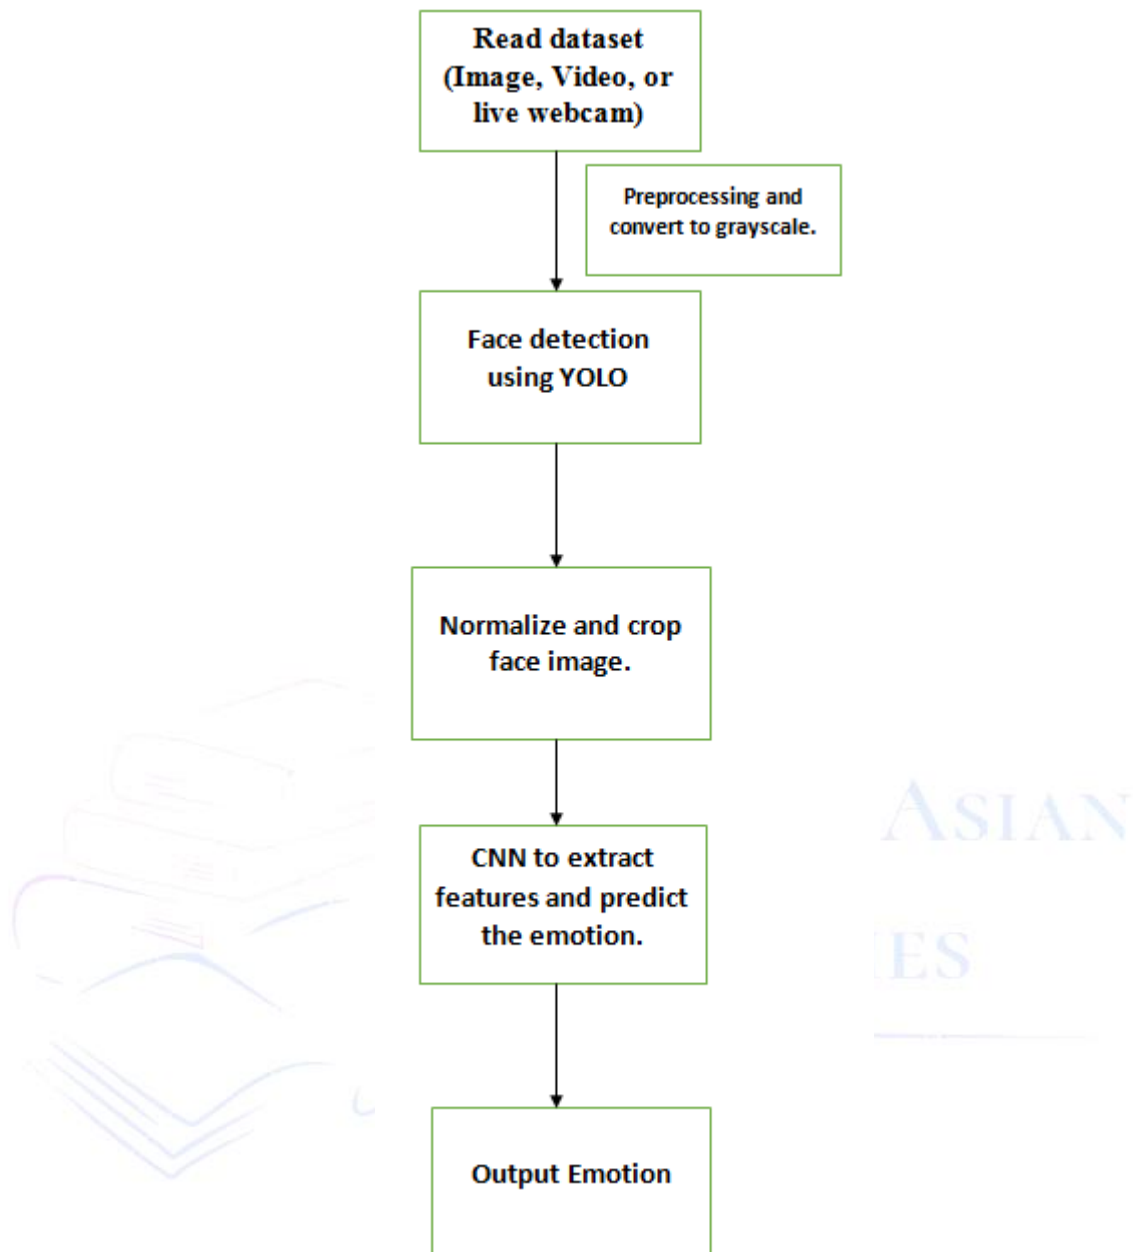 Read dataset
(Image, Video, or
live webcam)
Preprocessing and
convert to grayscale.
Face detection
using YOLO
Normalize and crop
face image.
ASIAN
CNN to extract
features and predict
the emotion.
Output Emotion